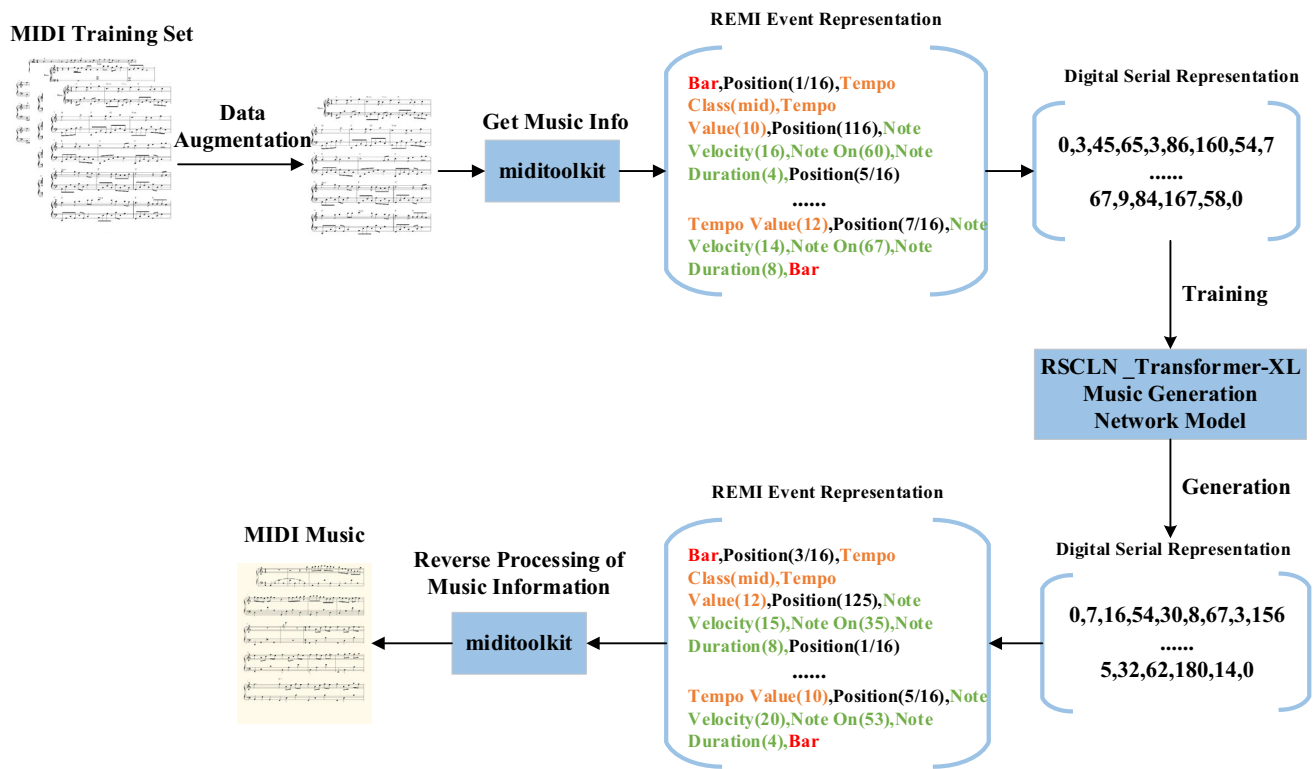 MIDI Training Set
Data
Augmentation
Get Music Info
miditoolkit
REMI Event Representation
Bar,Position(1/16),Tempo
Class(mid),Tempo
Value(10),Position(116),Note
Velocity(16),Note On(60),Note
Duration(4),Position(5/16)
......
Tempo Value(12),Position(7/16),Note
Velocity(14),Note On(67),Note
Duration(8),Bar
Digital Serial Representation
0,3,45,65,3,86,160,54,7
......
67,9,84,167,58,0
Training
RSCLN _Transformer-XL
Music Generation
Network Model
Generation
Digital Serial Representation
0,7,16,54,30,8,67,3,156
......
5,32,62,180,14,0
REMI Event Representation
Bar,Position(3/16),Tempo
Class(mid),Tempo
Value(12),Position(125),Note
Velocity(15),Note On(35),Note
Duration(8),Position(1/16)
......
Tempo Value(10),Position(5/16),Note
Velocity(20),Note On(53),Note
Duration(4),Bar
Reverse Processing of
Music Information
miditoolkit
MIDI Music